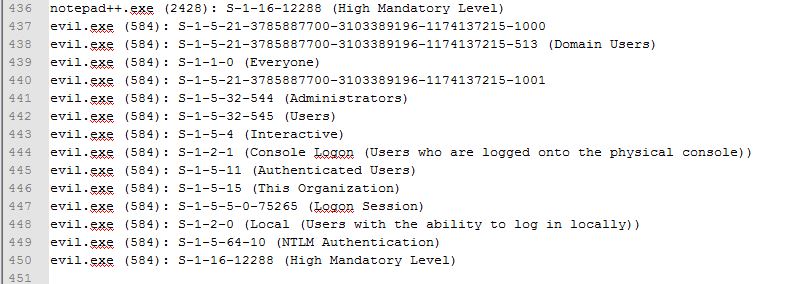 436 notepad++.exe (2428): S-1-16-12288 (High Mandatory Level)
437 evil.exe (584): S-1-5-21-3785887700-3103389196-1174137215-1000
438 evil.exe (584): S-1-5-21-3785887700-3103389196-1174137215-513 (Domain Users)
439 evil.exe (584): S-1-1-0 (Everyone)
440 evil.exe (584): S-1-5-21-3785887700-3103389196-1174137215-1001
441 evil.exe (584): S-1-5-32-544 (Administrators)
442 evil.exe (584): S-1-5-32-545 (Users)
443 evil.exe (584): S-1-5-4 (Interactive)
444 evil.exe (584): S-1-2-1 (Console Logon (Users who are logged onto the physical console))
445 evil.exe (584): S-1-5-11 (Authenticated Users)
446 evil.exe (584): S-1-5-15 (This Organization)
447 evil.exe (584): S-1-5-5-0-75265 (Logon Session)
448 evil.exe (584): S-1-2-0 (Local (Users with the ability to log in locally))
449 evil.exe (584): S-1-5-64-10 (NTLM Authentication)
450 evil.exe (584): S-1-16-12288 (High Mandatory Level)
451